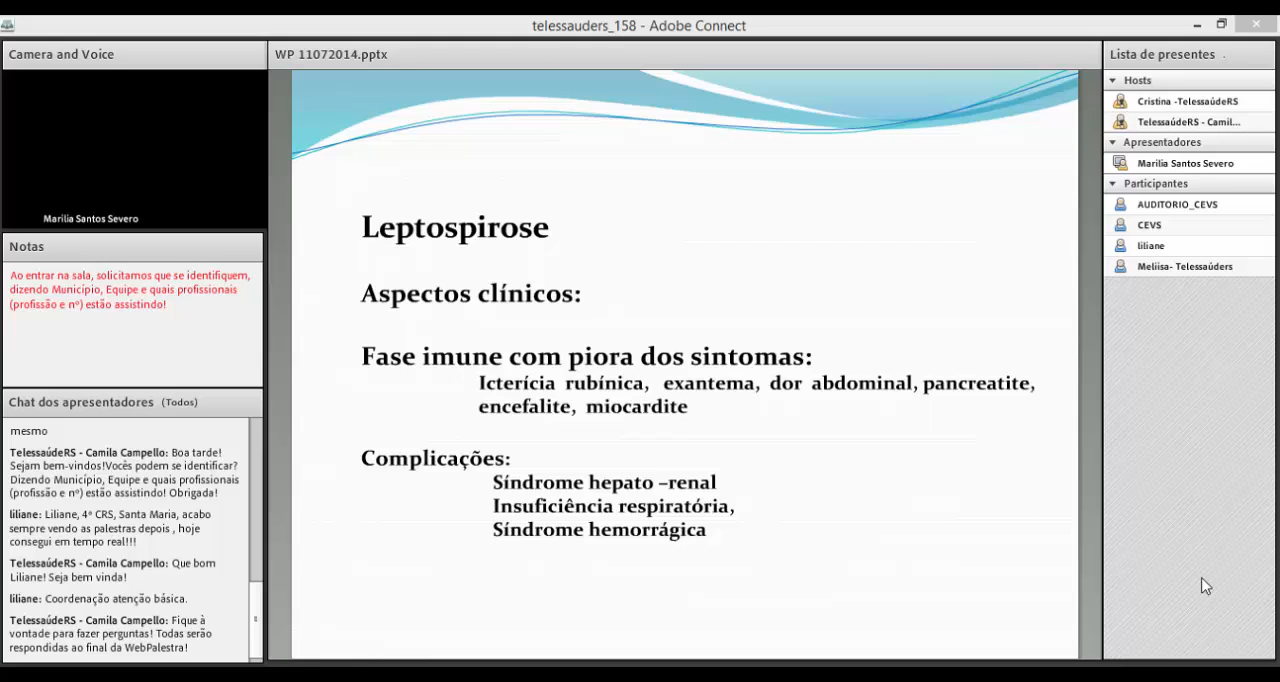 telessauders_158 - Adobe Connect
Camera and Voice
Marilia Santos Severo
Notas
Ao entrar na sala, solicitamos que se identifiquem,
dizendo Município, Equipe e quais profissionais
(profissão e nº) estão assistindo!
Chat dos apresentadores (Todos)
mesmo
TelessaúdeRS - Camila Campello: Boa tarde!
Sejam bem-vindos!Vocês podem se identificar?
Dizendo Município, Equipe e quais profissionais
(profissão e nº) estão assistindo! Obrigada!
liliane: Liliane, 4ª CRS, Santa Maria, acabo
sempre vendo as palestras depois , hoje
consegui em tempo real!!!
TelessaúdeRS - Camila Campello: Que bom
Liliane! Seja bem vinda!
liliane: Coordenação atenção básica.
TelessaúdeRS - Camila Campello: Fique à
vontade para fazer perguntas! Todas serão
respondidas ao final da WebPalestra!
WP 11072014.pptx
Leptospirose
Aspectos clínicos:
Fase imune com piora dos sintomas:
Icterícia rubínica, exantema, dor abdominal, pancreatite,
encefalite, miocardite
Complicações:
Síndrome hepato –renal
Insuficiência respiratória,
Síndrome hemorrágica
Lista de presentes
Hosts
Cristina -TelessaúdeRS
TelessaúdeRS - Camil...
Apresentadores
Marilia Santos Severo
Participantes
AUDITORIO_CEVS
CEVS
liliane
Meliisa- Telessaúders